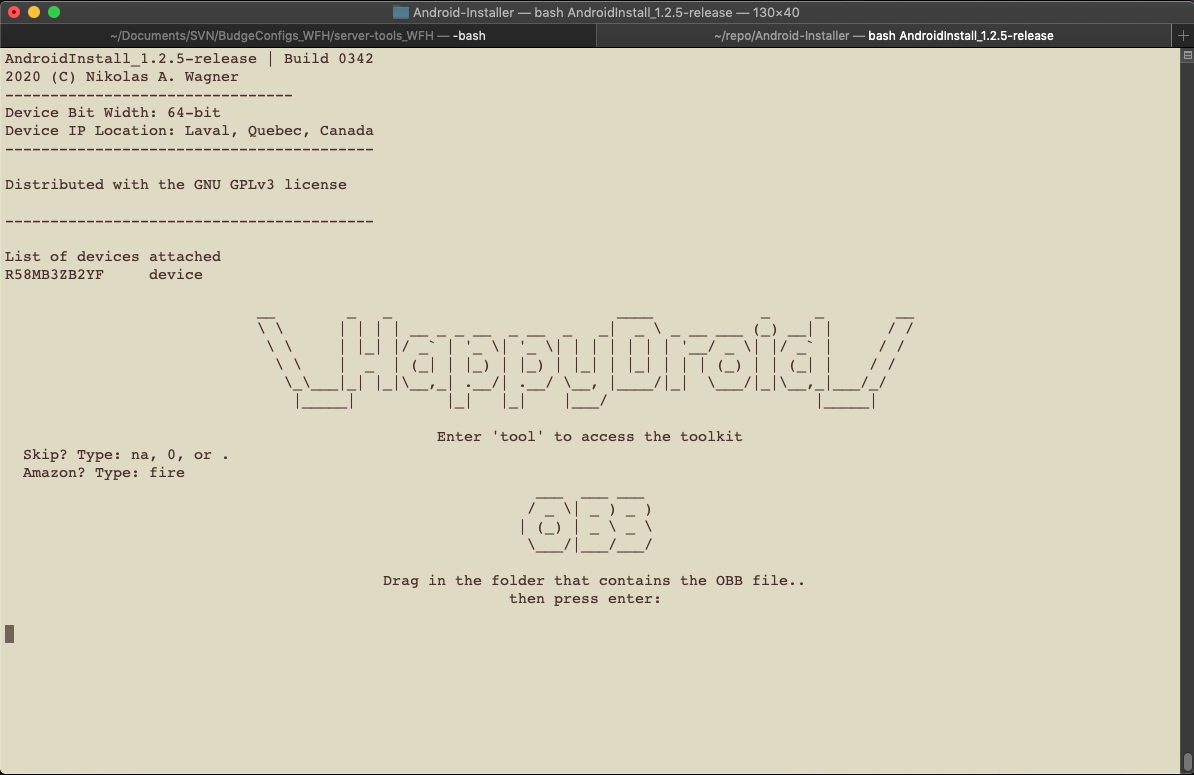 Android-Installer — bash AndroidInstall_1.2.5-release — 130×40
~/Documents/SVN/BudgeConfigs_WFH/server-tools_WFH — -bash
~/repo/Android-Installer — bash AndroidInstall_1.2.5-release
AndroidInstall_1.2.5-release | Build 0342
2020 (C) Nikolas A. Wagner
--------------------------------
Device Bit Width: 64-bit
Device IP Location: Laval, Quebec, Canada
-----------------------------------------
Distributed with the GNU GPLv3 license
-----------------------------------------
List of devices attached
R58MB3ZB2YF     device
HappyDroid
Enter 'tool' to access the toolkit
Skip? Type: na, 0, or .
Amazon? Type: fire
OBB
Drag in the folder that contains the OBB file..
then press enter: